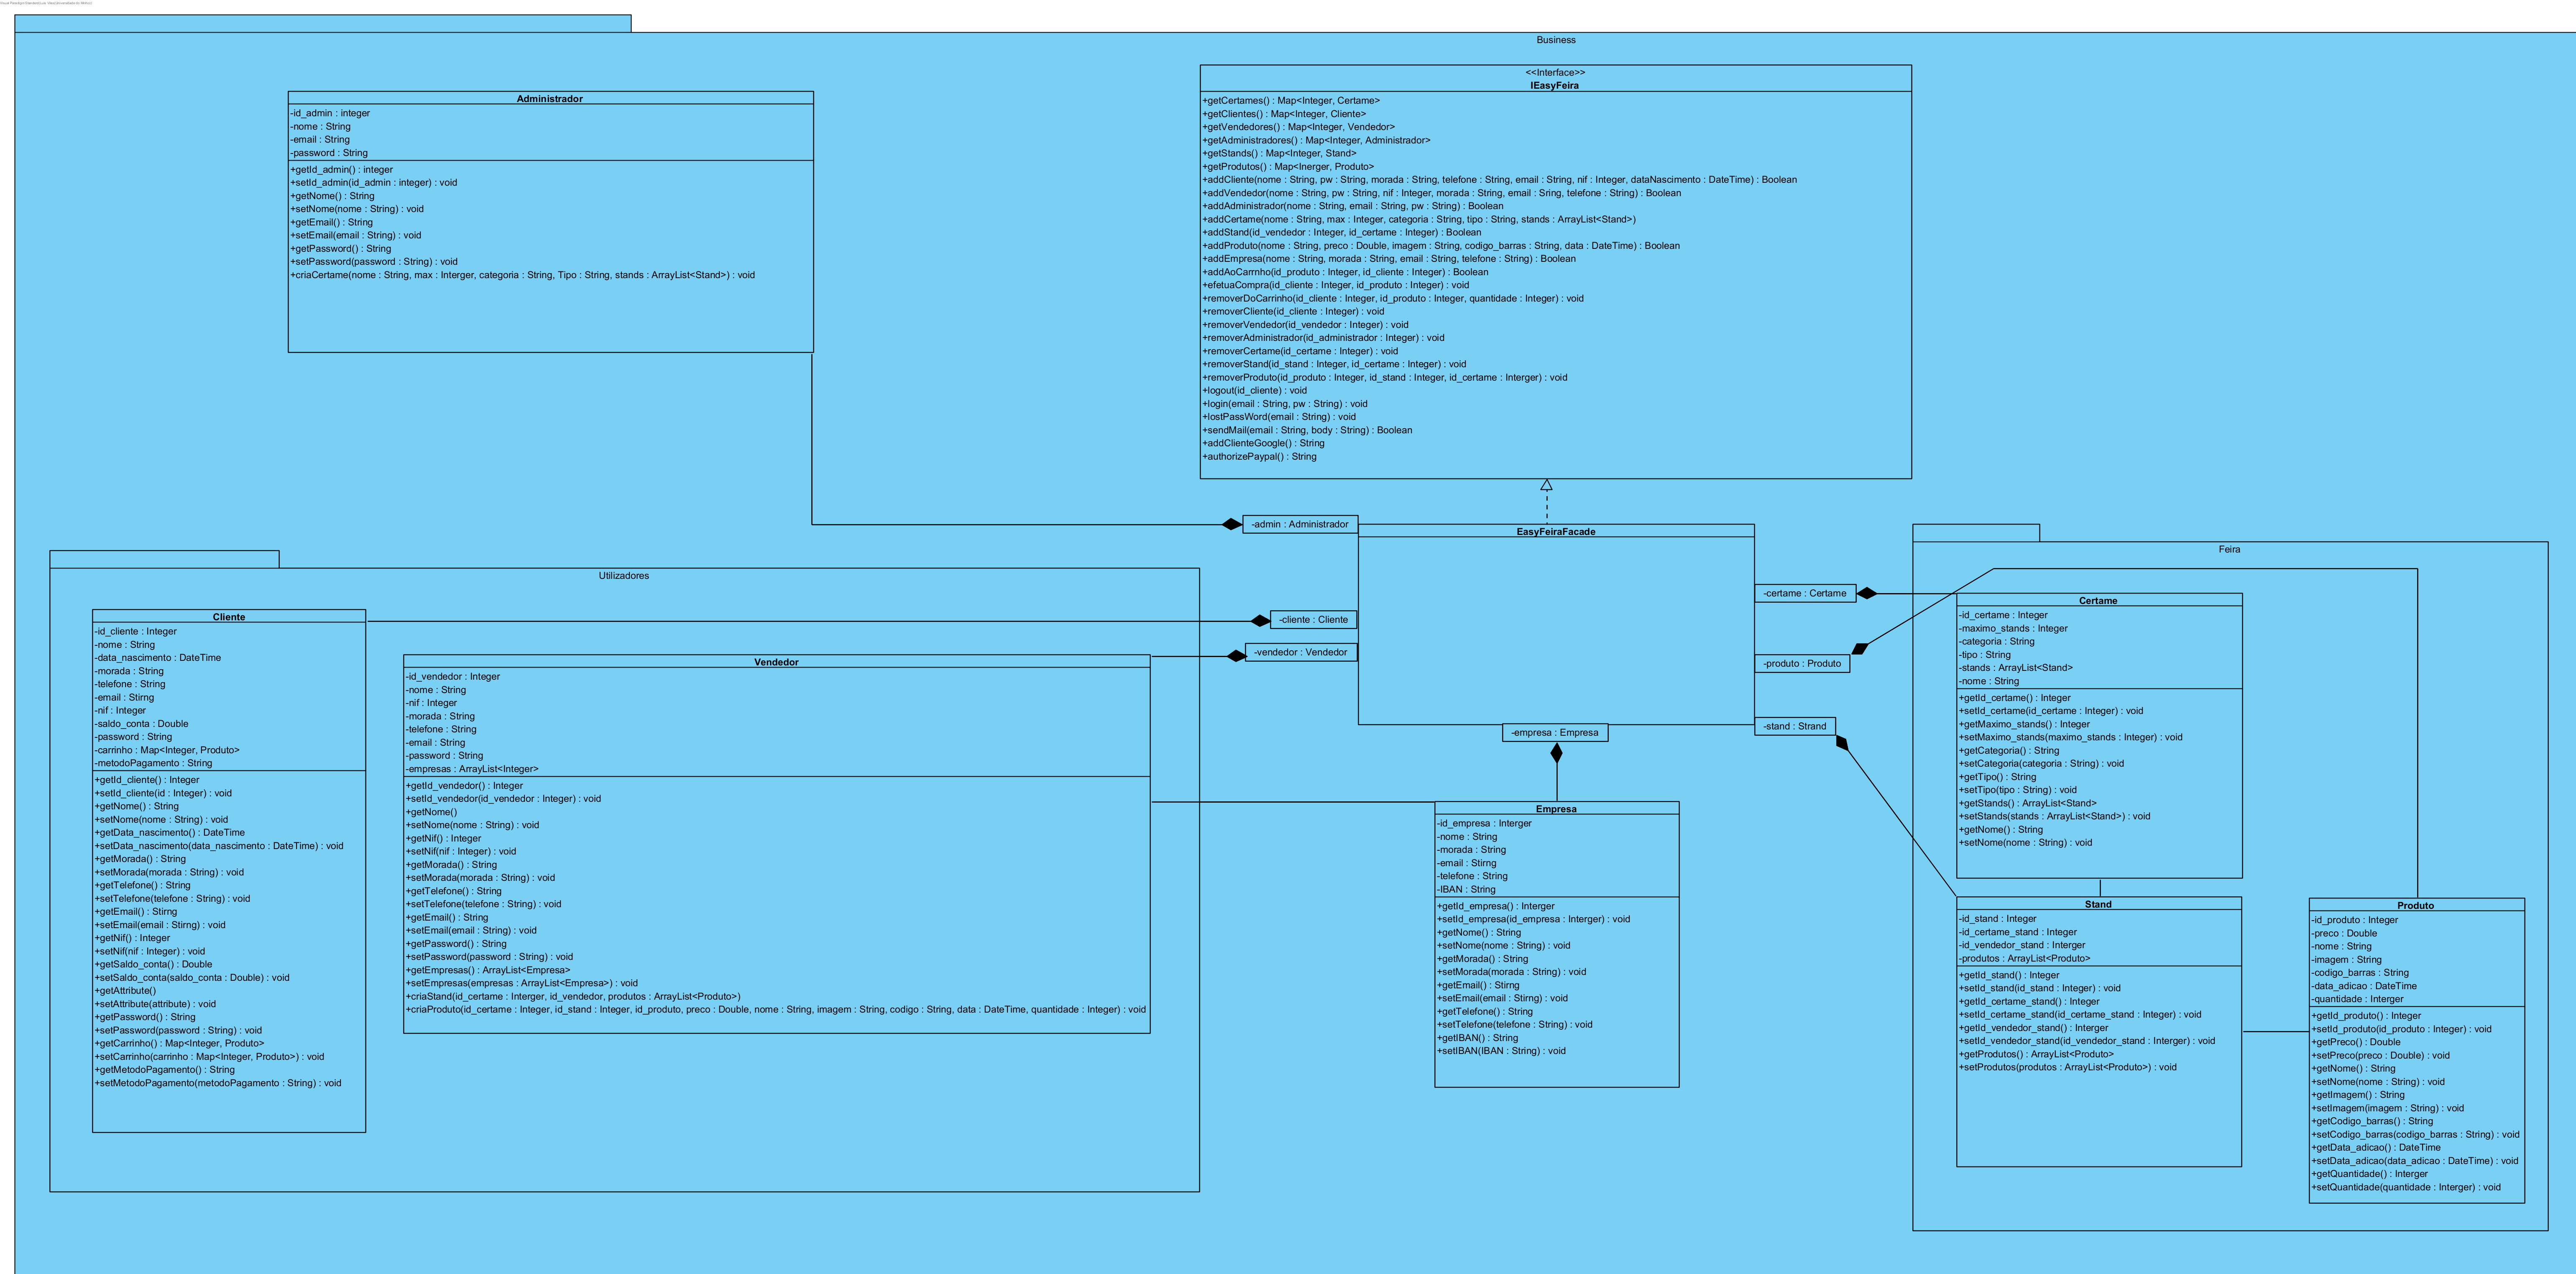 Business
Administrador
-id_admin : integer
-nome : String
-email : String
-password : String
+getId_admin() : integer
+setId_admin(id_admin : integer) : void
+getNome() : String
+setNome(nome : String) : void
+getEmail() : String
+setEmail(email : String) : void
+getPassword() : String
+setPassword(password : String) : void
+criaCertame(nome : String, max : Interger, categoria : String, Tipo : String, stands : ArrayList<Stand>) : void
<<Interface>>
IEasyFeira
+getCertames() : Map<Integer, Certame>
+getClientes() : Map<Integer, Cliente>
+getVendedores() : Map<Integer, Vendedor>
+getAdministradores() : Map<Integer, Administrador>
+getStands() : Map<Integer, Stand>
+getProdutos() : Map<Inerger, Produto>
+addCliente(nome : String, pw : String, morada : String, telefone : String, email : String, nif : Integer, dataNascimento : DateTime) : Boolean
+addVendedor(nome : String, pw : String, nif : Integer, morada : String, email : Sring, telefone : String) : Boolean
+addAdministrador(nome : String, email : String, pw : String) : Boolean
+addCertame(nome : String, max : Integer, categoria : String, tipo : String, stands : ArrayList<Stand>)
+addStand(id_vendedor : Integer, id_certame : Integer) : Boolean
+addProduto(nome : String, preco : Double, imagem : String, codigo_barras : String, data : DateTime) : Boolean
+addEmpresa(nome : String, morada : String, email : String, telefone : String) : Boolean
+addAoCarrnho(id_produto : Integer, id_cliente : Integer) : Boolean
+efetuaCompra(id_cliente : Integer, id_produto : Integer) : void
+removerDoCarrinho(id_cliente : Integer, id_produto : Integer, quantidade : Integer) : void
+removerCliente(id_cliente : Integer) : void
+removerVendedor(id_vendedor : Integer) : void
+removerAdministrador(id_administrador : Integer) : void
+removerCertame(id_certame : Integer) : void
+removerStand(id_stand : Integer, id_certame : Integer) : void
+removerProduto(id_produto : Integer, id_stand : Integer, id_certame : Interger) : void
+logout(id_cliente) : void
+login(email : String, pw : String) : void
+lostPassWord(email : String) : void
+sendMail(email : String, body : String) : Boolean
+addClienteGoogle() : String
+authorizePaypal() : String
-admin : Administrador
EasyFeiraFacade
-cliente : Cliente
-vendedor : Vendedor
-certame : Certame
-produto : Produto
-stand : Strand
-empresa : Empresa
Utilizadores
Cliente
-id_cliente : Integer
-nome : String
-data_nascimento : DateTime
-morada : String
-telefone : String
-email : Stirng
-nif : Integer
-saldo_conta : Double
-password : String
-carrinho : Map<Integer, Produto>
-metodoPagamento : String
+getId_cliente() : Integer
+setId_cliente(id : Integer) : void
+getNome() : String
+setNome(nome : String) : void
+getData_nascimento() : DateTime
+setData_nascimento(data_nascimento : DateTime) : void
+getMorada() : String
+setMorada(morada : String) : void
+getTelefone() : String
+setTelefone(telefone : String) : void
+getEmail() : Stirng
+setEmail(email : Stirng) : void
+getNif() : Integer
+setNif(nif : Integer) : void
+getSaldo_conta() : Double
+setSaldo_conta(saldo_conta : Double) : void
+getAttribute()
+setAttribute(attribute) : void
+getPassword() : String
+setPassword(password : String) : void
+getCarrinho() : Map<Integer, Produto>
+setCarrinho(carrinho : Map<Integer, Produto>) : void
+getMetodoPagamento() : String
+setMetodoPagamento(metodoPagamento : String) : void
Vendedor
-id_vendedor : Integer
-nome : String
-nif : Integer
-morada : String
-telefone : String
-email : String
-password : String
-empresas : ArrayList<Integer>
+getId_vendedor() : Integer
+setId_vendedor(id_vendedor : Integer) : void
+getNome()
+setNome(nome : String) : void
+getNif() : Integer
+setNif(nif : Integer) : void
+getMorada() : String
+setMorada(morada : String) : void
+getTelefone() : String
+setTelefone(telefone : String) : void
+getEmail() : String
+setEmail(email : String) : void
+getPassword() : String
+setPassword(password : String) : void
+getEmpresas() : ArrayList<Empresa>
+setEmpresas(empresas : ArrayList<Empresa>) : void
+criaStand(id_certame : Interger, id_vendedor, produtos : ArrayList<Produto>)
+criaProduto(id_certame : Integer, id_stand : Integer, id_produto, preco : Double, nome : String, imagem : String, codigo : String, data : DateTime, quantidade : Integer) : void
Empresa
-id_empresa : Interger
-nome : String
-morada : String
-email : Stirng
-telefone : String
-IBAN : String
+getId_empresa() : Interger
+setId_empresa(id_empresa : Interger) : void
+getNome() : String
+setNome(nome : String) : void
+getMorada() : String
+setMorada(morada : String) : void
+getEmail() : Stirng
+setEmail(email : Stirng) : void
+getTelefone() : String
+setTelefone(telefone : String) : void
+getIBAN() : String
+setIBAN(IBAN : String) : void
Feira
Certame
-id_certame : Integer
-maximo_stands : Integer
-categoria : String
-tipo : String
-stands : ArrayList<Stand>
-nome : String
+getId_certame() : Integer
+setId_certame(id_certame : Integer) : void
+getMaximo_stands() : Integer
+setMaximo_stands(maximo_stands : Integer) : void
+getCategoria() : String
+setCategoria(categoria : String) : void
+getTipo() : String
+setTipo(tipo : String) : void
+getStands() : ArrayList<Stand>
+setStands(stands : ArrayList<Stand>) : void
+getNome() : String
+setNome(nome : String) : void
Stand
-id_stand : Integer
-id_certame_stand : Integer
-id_vendedor_stand : Interger
-produtos : ArrayList<Produto>
+getId_stand() : Integer
+setId_stand(id_stand : Integer) : void
+getId_certame_stand() : Integer
+setId_certame_stand(id_certame_stand : Integer) : void
+getId_vendedor_stand() : Interger
+setId_vendedor_stand(id_vendedor_stand : Interger) : void
+getProdutos() : ArrayList<Produto>
+setProdutos(produtos : ArrayList<Produto>) : void
Produto
-id_produto : Integer
-preco : Double
-nome : String
-imagem : String
-codigo_barras : String
-data_adicao : DateTime
-quantidade : Interger
+getId_produto() : Integer
+setId_produto(id_produto : Integer) : void
+getPreco() : Double
+setPreco(preco : Double) : void
+getNome() : String
+setNome(nome : String) : void
+getImagem() : String
+setImagem(imagem : String) : void
+getCodigo_barras() : String
+setCodigo_barras(codigo_barras : String) : void
+getData_adicao() : DateTime
+setData_adicao(data_adicao : DateTime) : void
+getQuantidade() : Interger
+setQuantidade(quantidade : Interger) : void